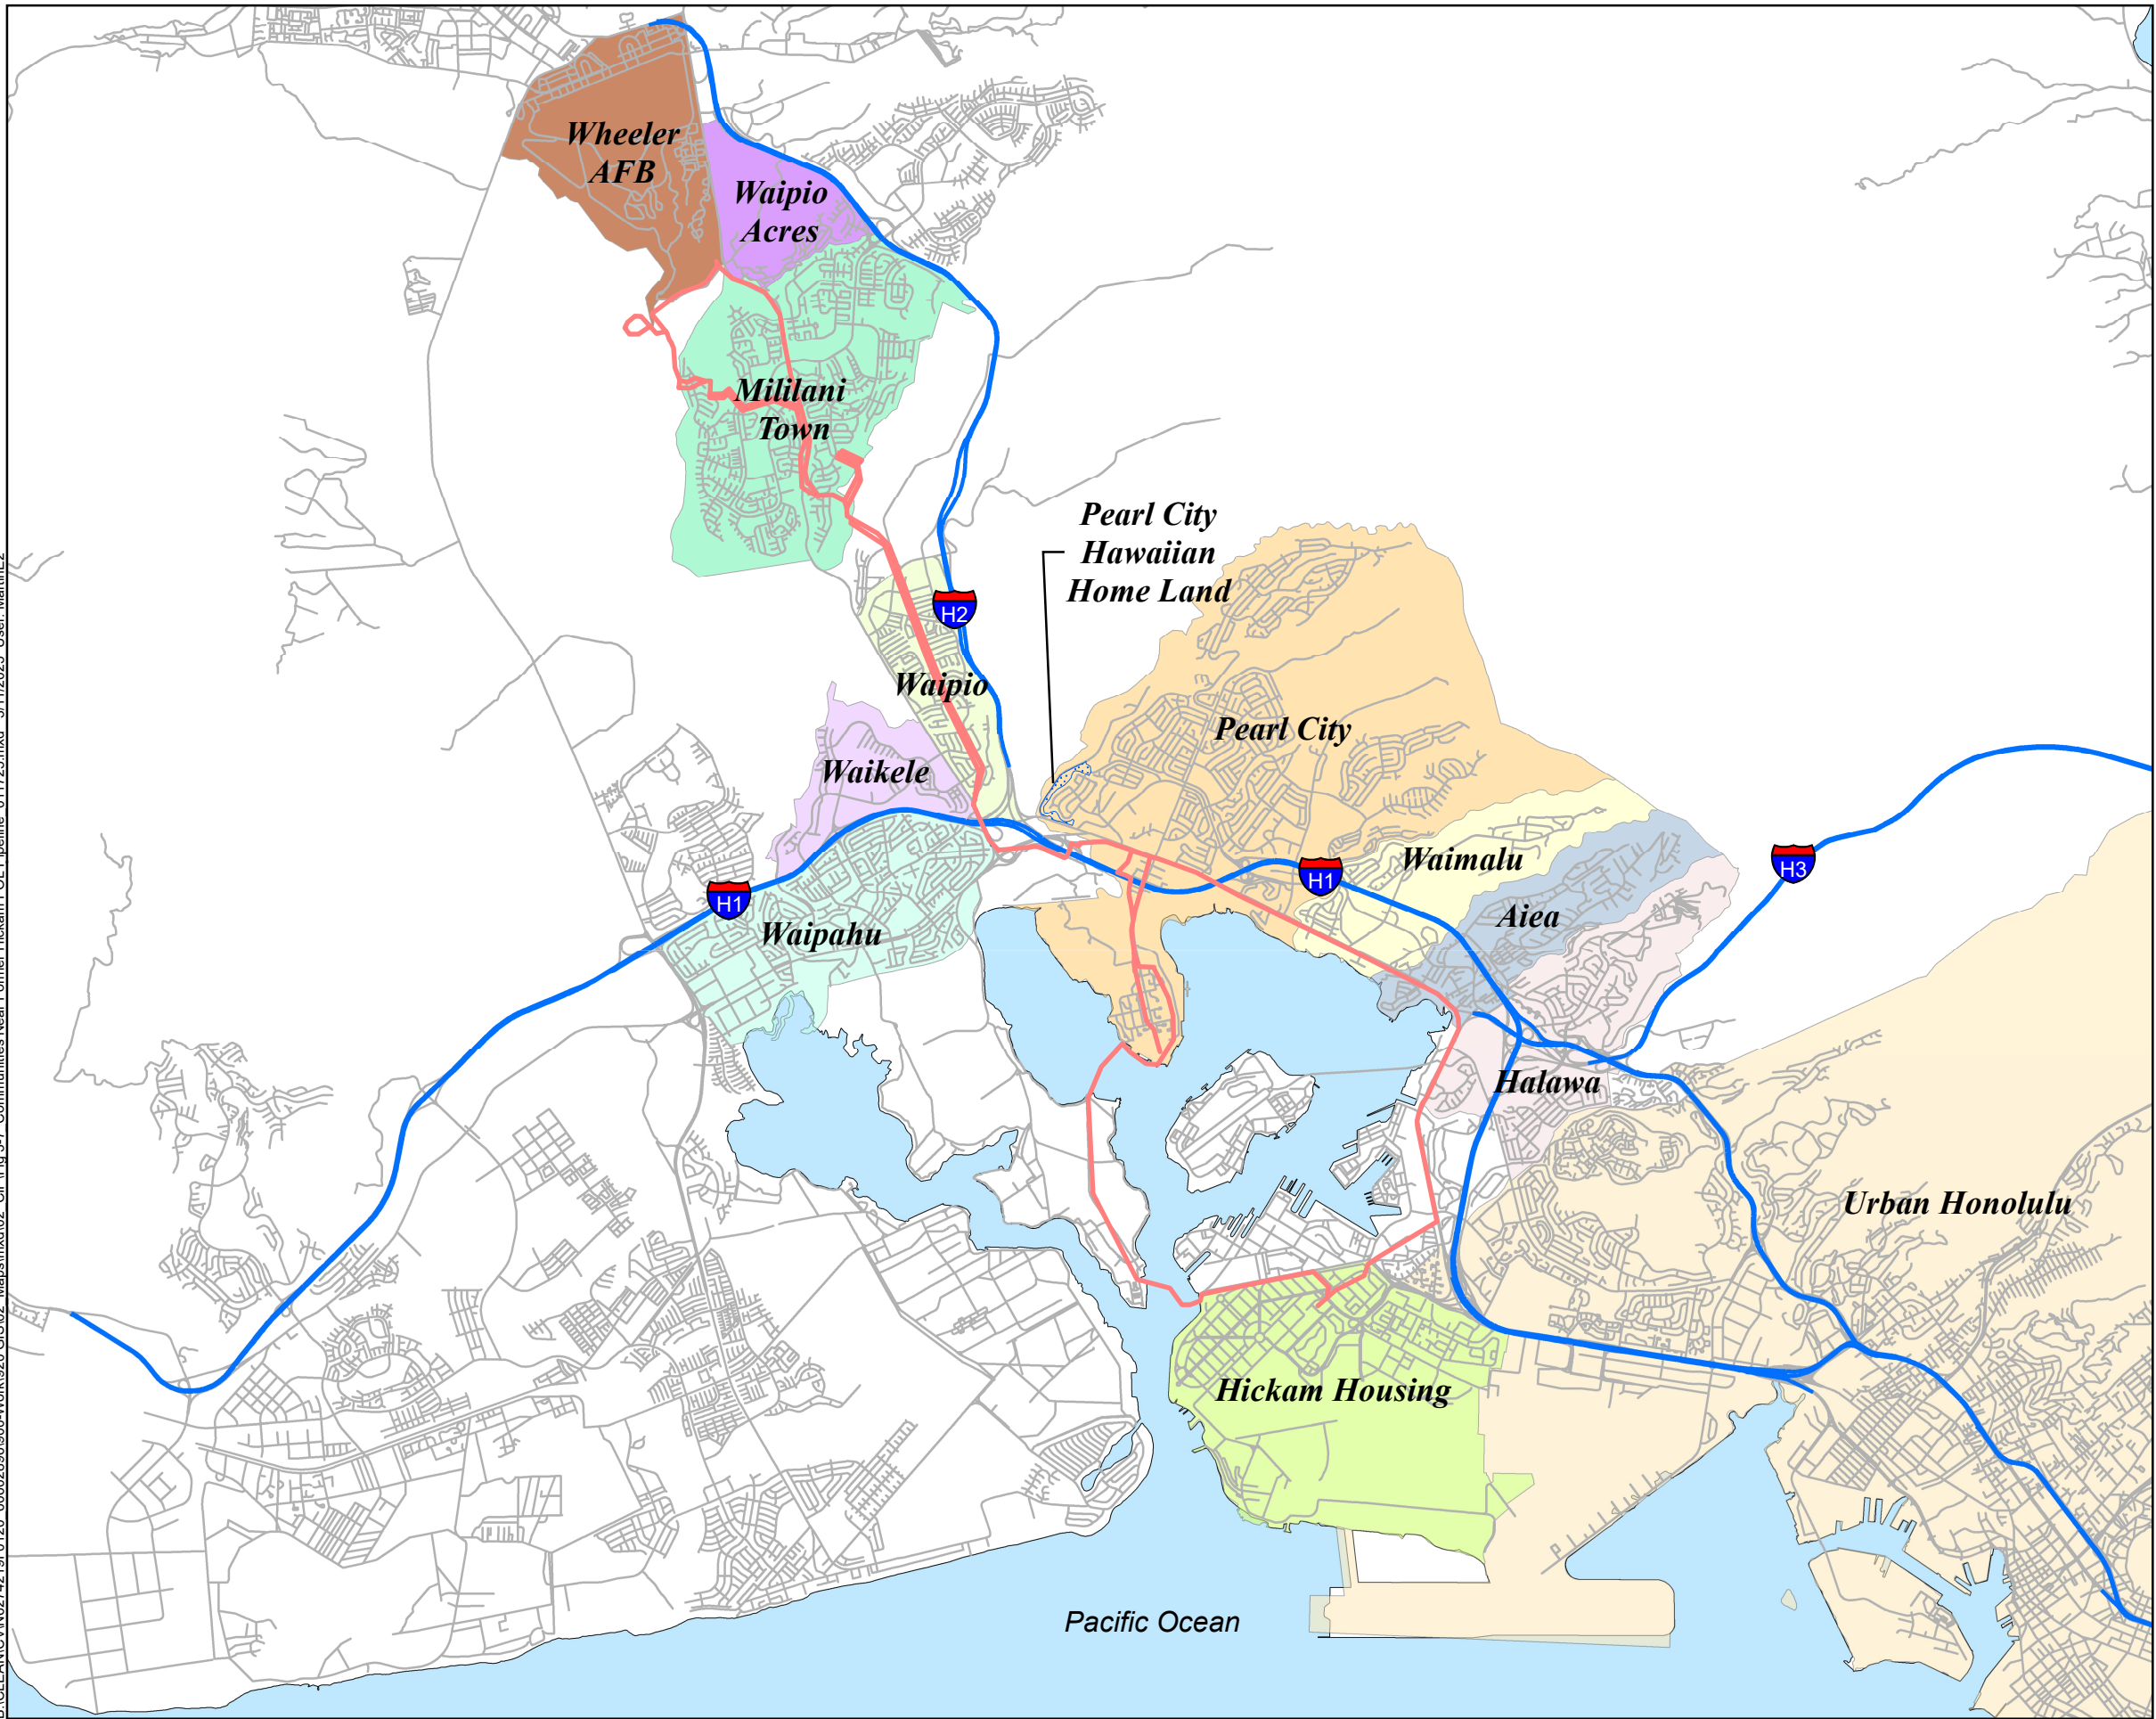 Wheeler
AFB
Waipio
Acres
Mililani
Town
Pearl City
Hawaiian
Home Land
H2
Waipio
Pearl City
Waikele
Waimalu
H1
H3
H1
Aiea
Waipahu
Halawa
Urban Honolulu
Hickam Housing
Pacific Ocean